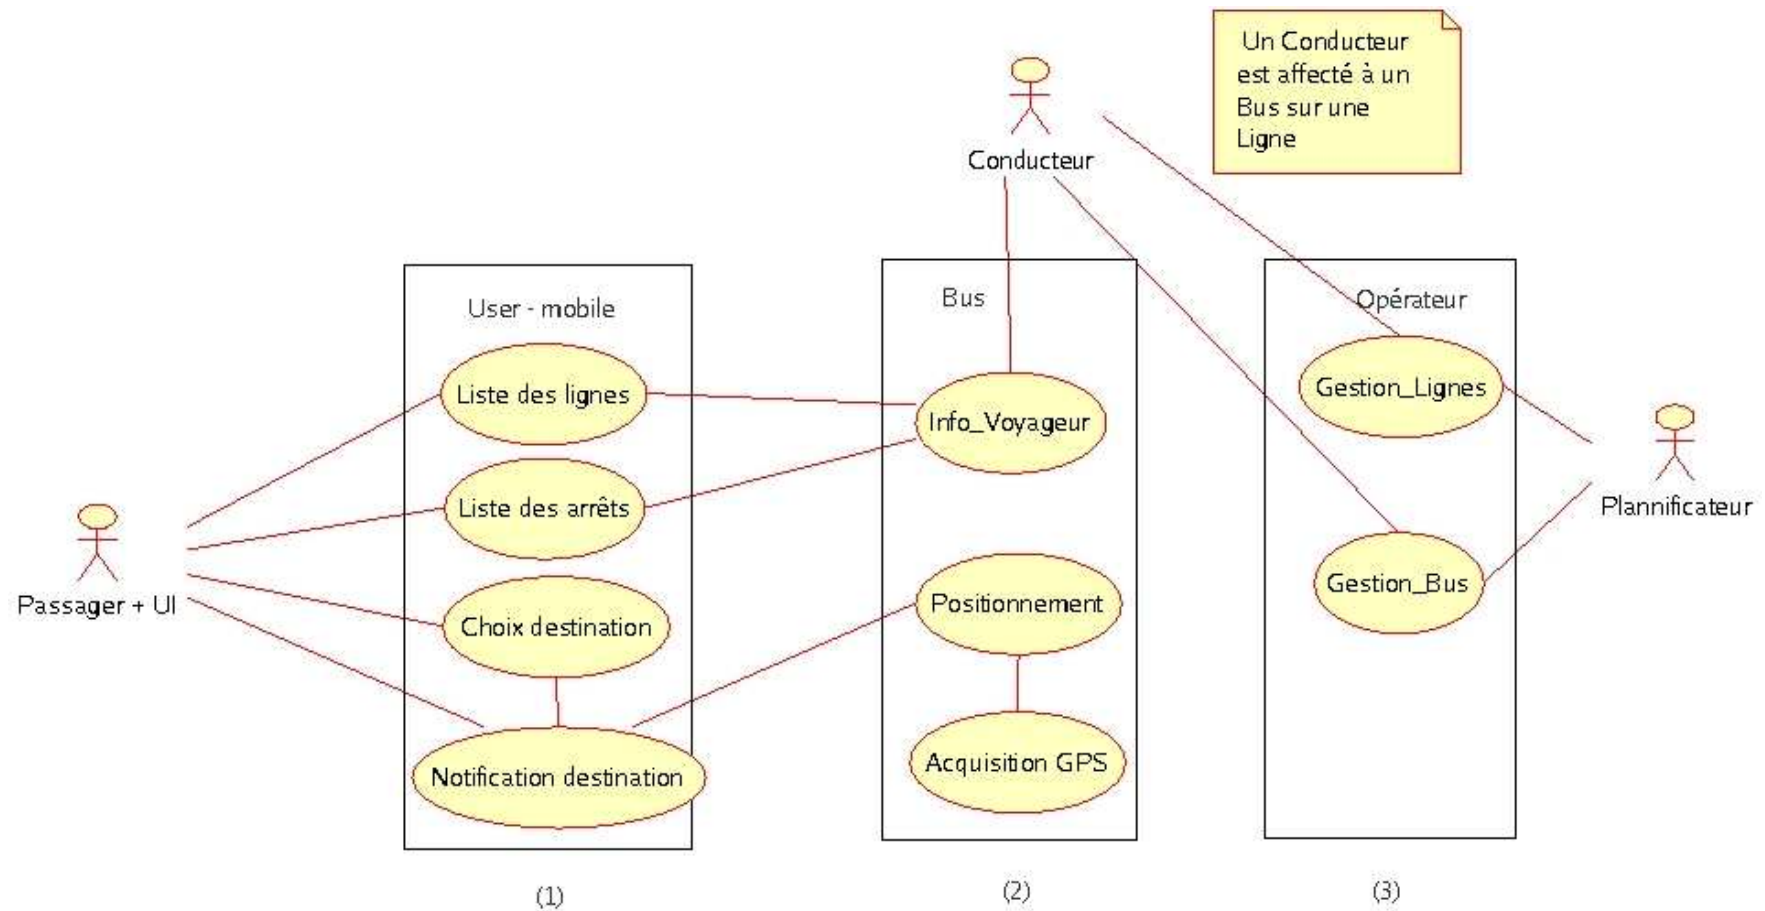 Un Conducteur
est affecté à un
Bus sur une
Ligne
Conducteur
User - mobile
Bus
Opérateur
Liste des lignes
Info_Voyageur
Gestion_Lignes
Liste des arrêts
Plannificateur
Passager + UI
Choix destination
Positionnement
Gestion_Bus
Notification destination
Acquisition GPS
(1)
(2)
(3)